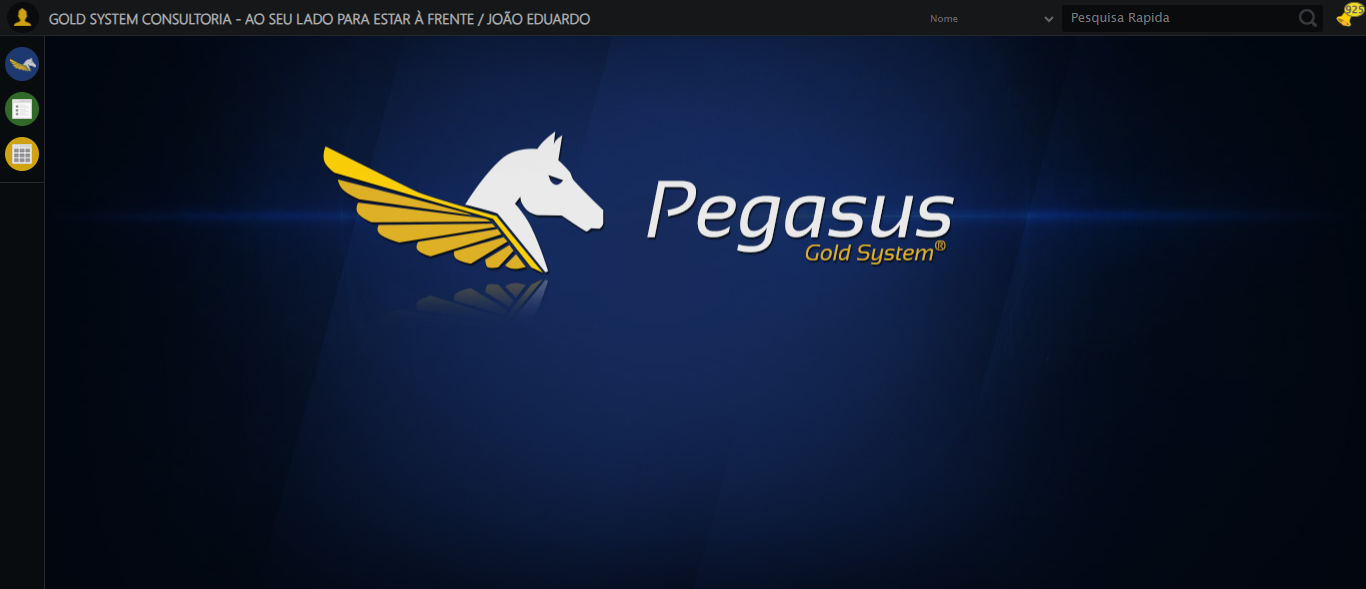 GOLD SYSTEM CONSULTORIA - AO SEU LADO PARA ESTAR À FRENTE / JOÃO EDUARDO
Nome
Pesquisa Rapida
925
Pegasus
Gold System®